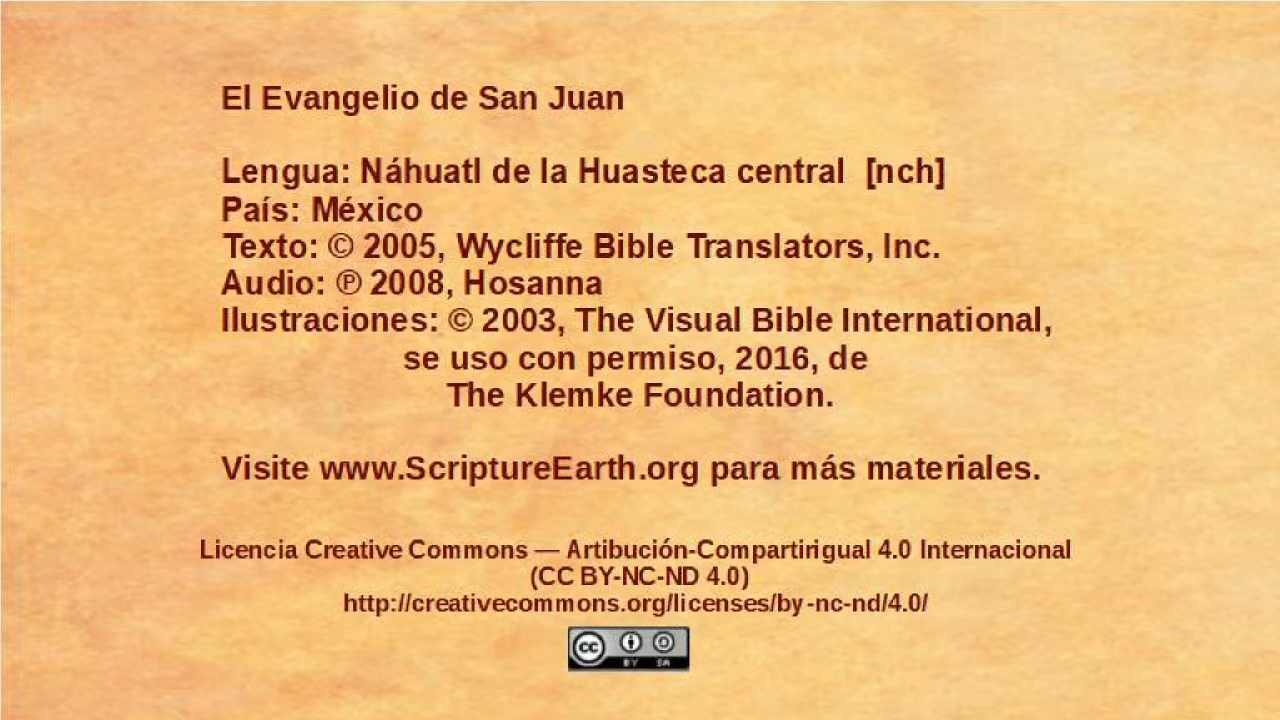 El Evangelio de San Juan
Lengua: Náhuatl de la Huasteca central [nch]
País: México
Texto: © 2005, Wycliffe Bible Translators, Inc.
Audio: ℗ 2008, Hosanna
Ilustraciones: © 2003, The Visual Bible International,
se uso con permiso, 2016, de
The Klemke Foundation.
Visite www.ScriptureEarth.org para más materiales.
Licencia Creative Commons — Artibución-Compartirigual 4.0 Internacional
(CC BY-NC-ND 4.0)
http://creativecommons.org/licenses/by-nc-nd/4.0/
cc
BY SA